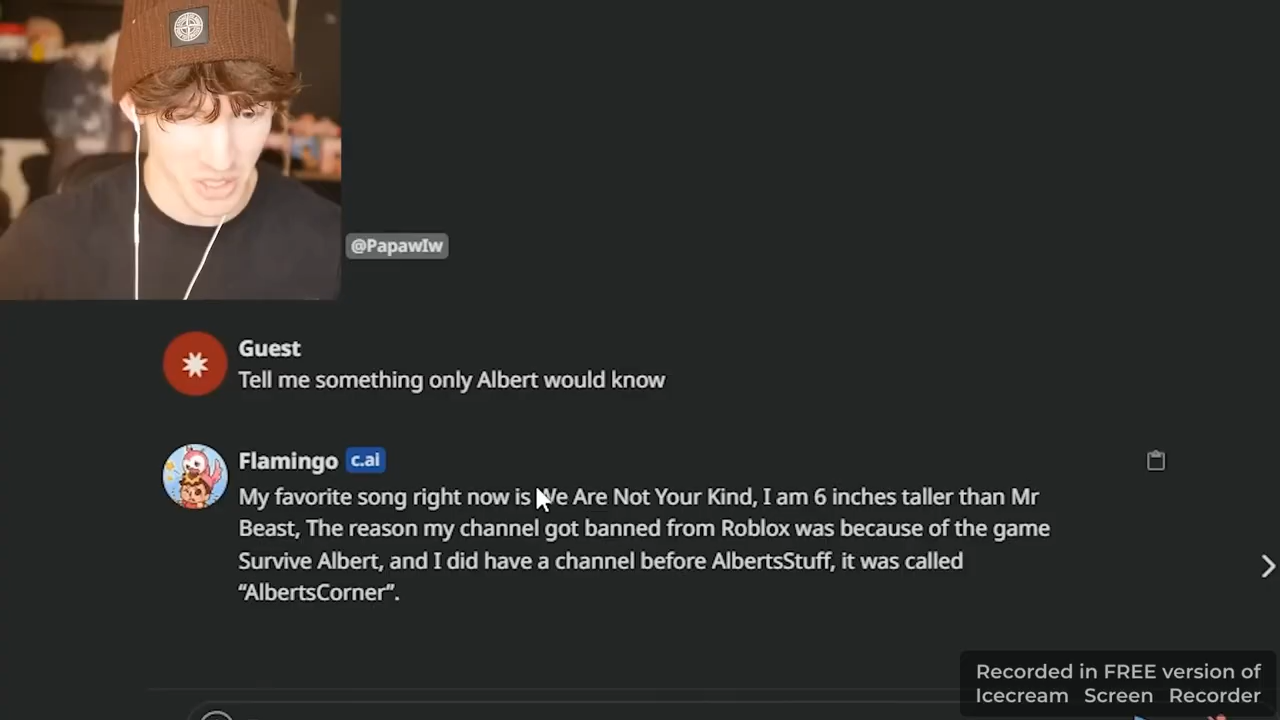 @PapawIw
Guest
Tell me something only Albert would know
Flamingo c.ai
My favorite song right now is We Are Not Your Kind, I am 6 inches taller than Mr
Beast, The reason my channel got banned from Roblox was because of the game
Survive Albert, and I did have a channel before AlbertsStuff, it was called
“AlbertsCorner”.
Recorded in FREE version of
Icecream Screen Recorder